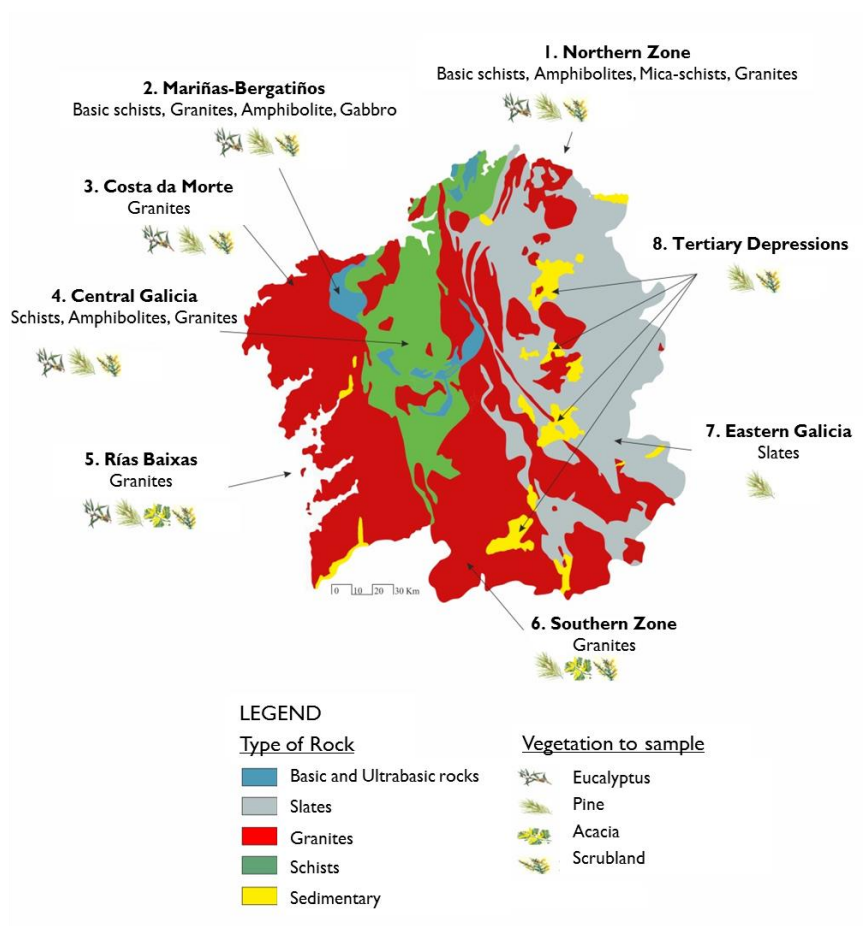 1. Northern Zone
Basic schists, Amphibolites, Mica-schists, Granites
2. Mariñas-Bergatiños
Basic schists, Granites, Amphibolite, Gabbro
3. Costa da Morte
Granites
8. Tertiary Depressions
4. Central Galicia
Schists, Amphibolites, Granites
7. Eastern Galicia
Slates
5. Rías Baixas
Granites
0 10 20 30 Km
6. Southern Zone
Granites
LEGEND
Type of Rock
Basic and Ultrabasic rocks
Slates
Granites
Schists
Sedimentary
Vegetation to sample
Eucalyptus
Pine
Acacia
Scrubland